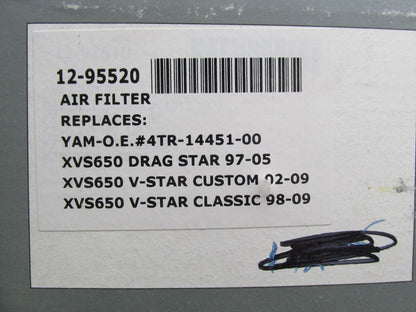 12-95520
AIR FILTER
REPLACES:
YAM-O.E.#4TR-14451-00
XVS650 DRAG STAR 97-05
XVS650 V-STAR CUSTOM 02-09
XVS650 V-STAR CLASSIC 98-09